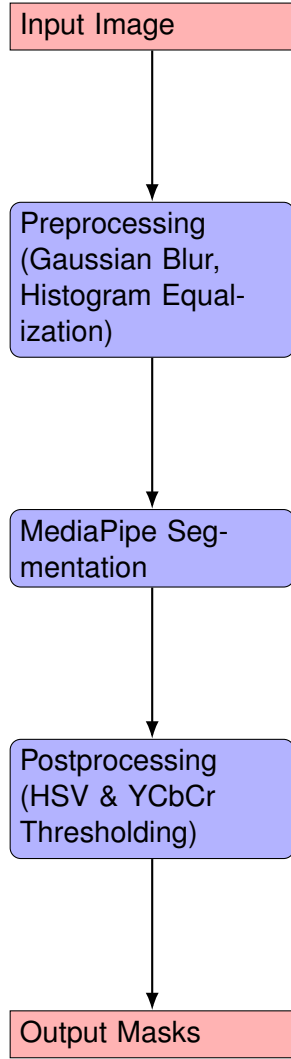 Input Image
Preprocessing
(Gaussian Blur,
Histogram Equal-
ization)
MediaPipe Seg-
mentation
Postprocessing
(HSV & YCbCr
Thresholding)
Output Masks